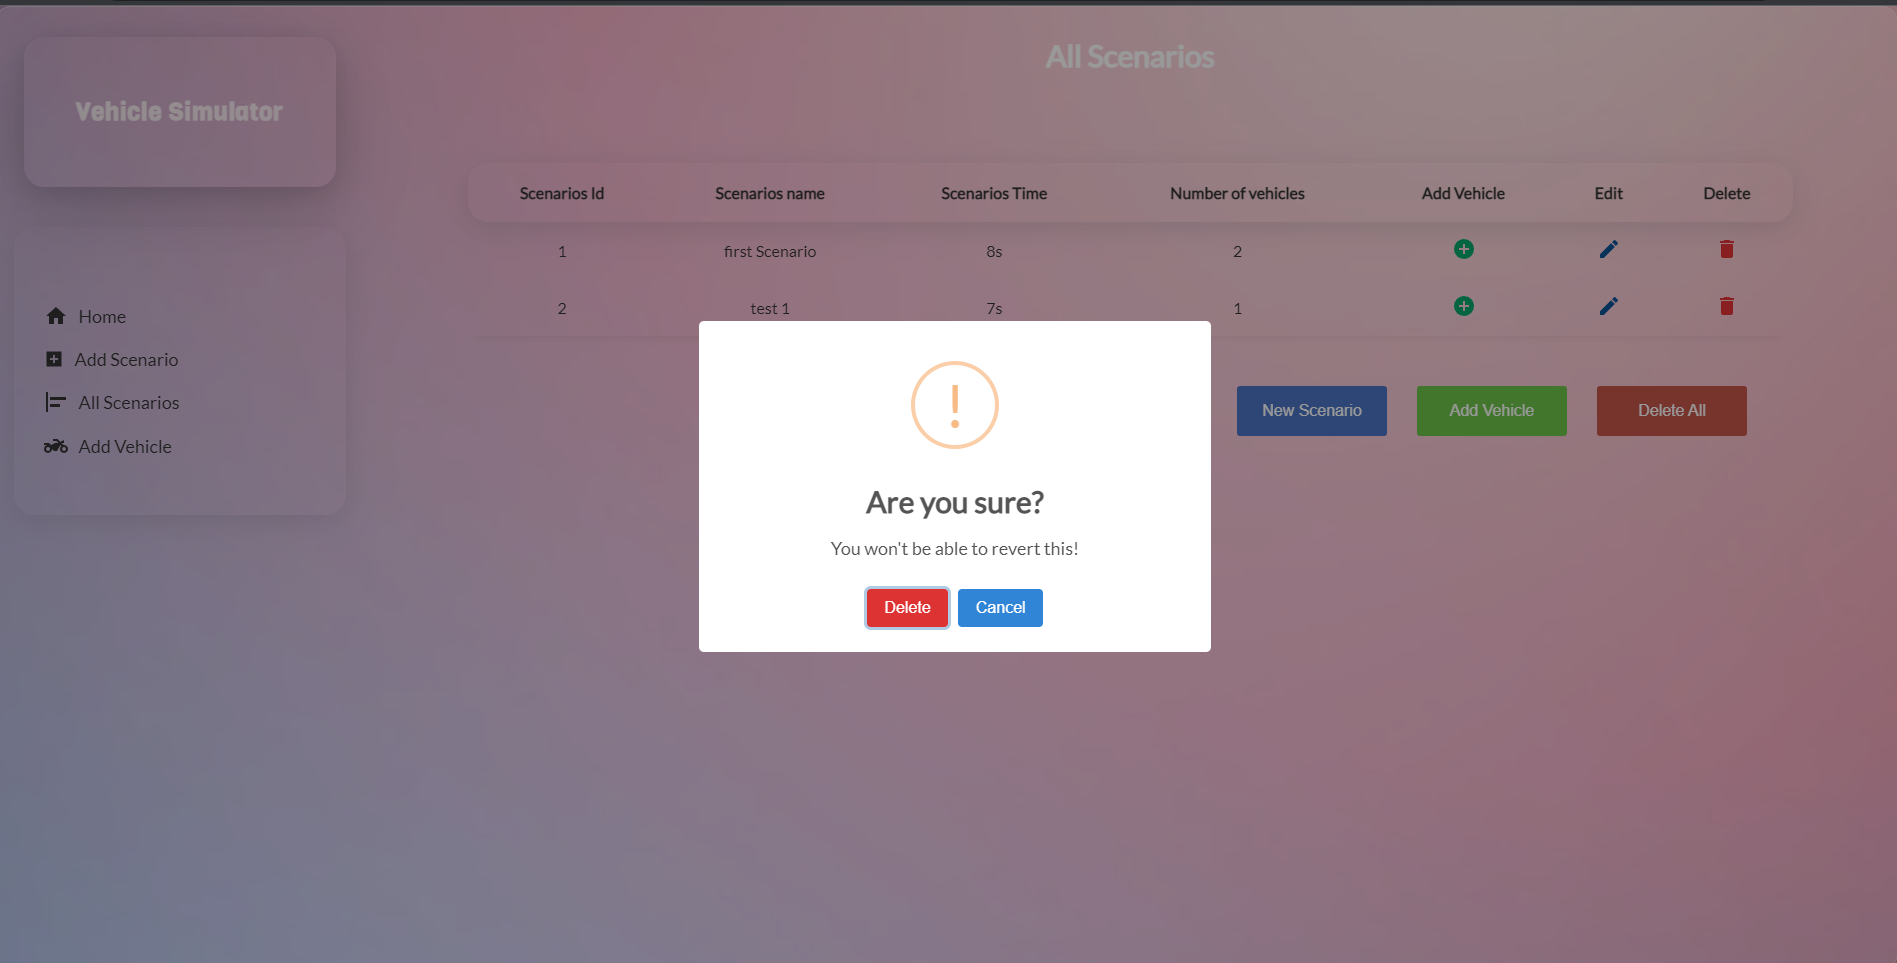 Vehicle Simulator
Home
Add Scenario
All Scenarios
Add Vehicle
All Scenarios
Scenarios Id Scenarios name Scenarios Time Number of vehicles Add Vehicle Edit Delete
1 first Scenario 8s 2
2 test 1 7s 1
New Scenario Add Vehicle Delete All
!
Are you sure?
You won't be able to revert this!
Delete Cancel